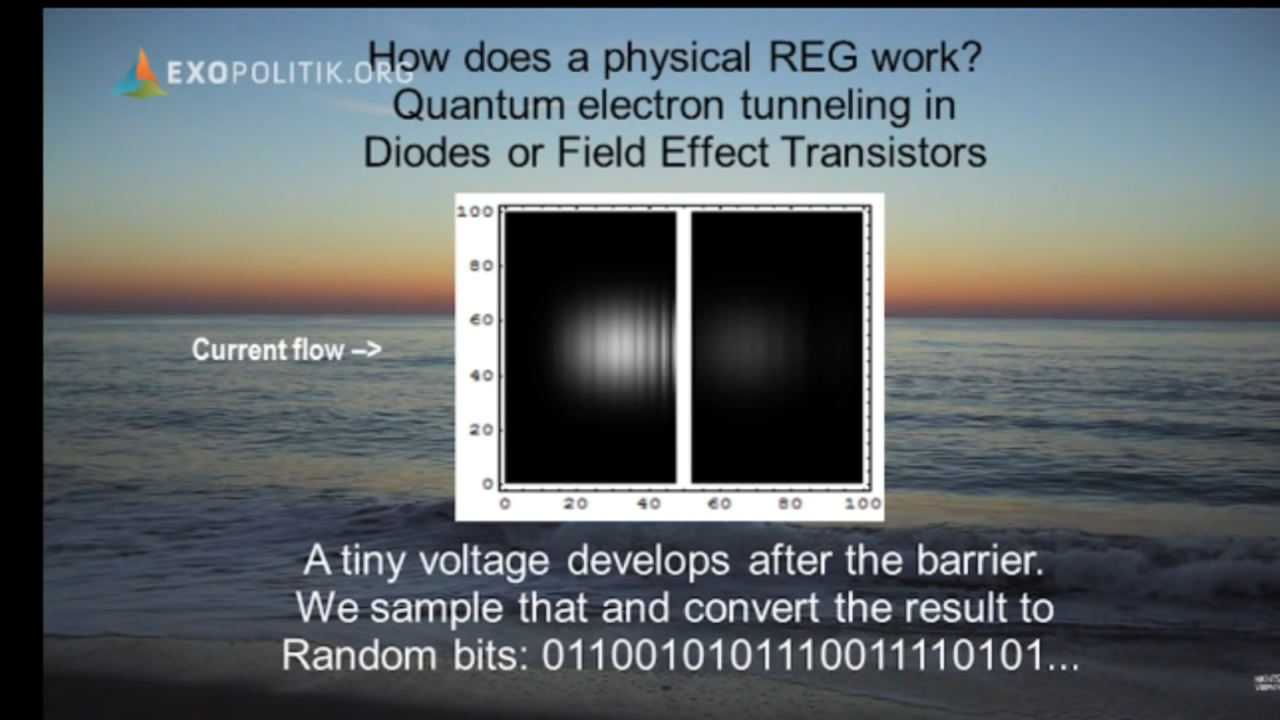 How does a physical REG work?
EXOPOLITIK.ORG
Quantum electron tunneling in
Diodes or Field Effect Transistors
100
80
60
40
20
0
0 20 40 60 80 100
Current flow –>
A tiny voltage develops after the barrier.
We sample that and convert the result to
Random bits: 0110010101110011110101...